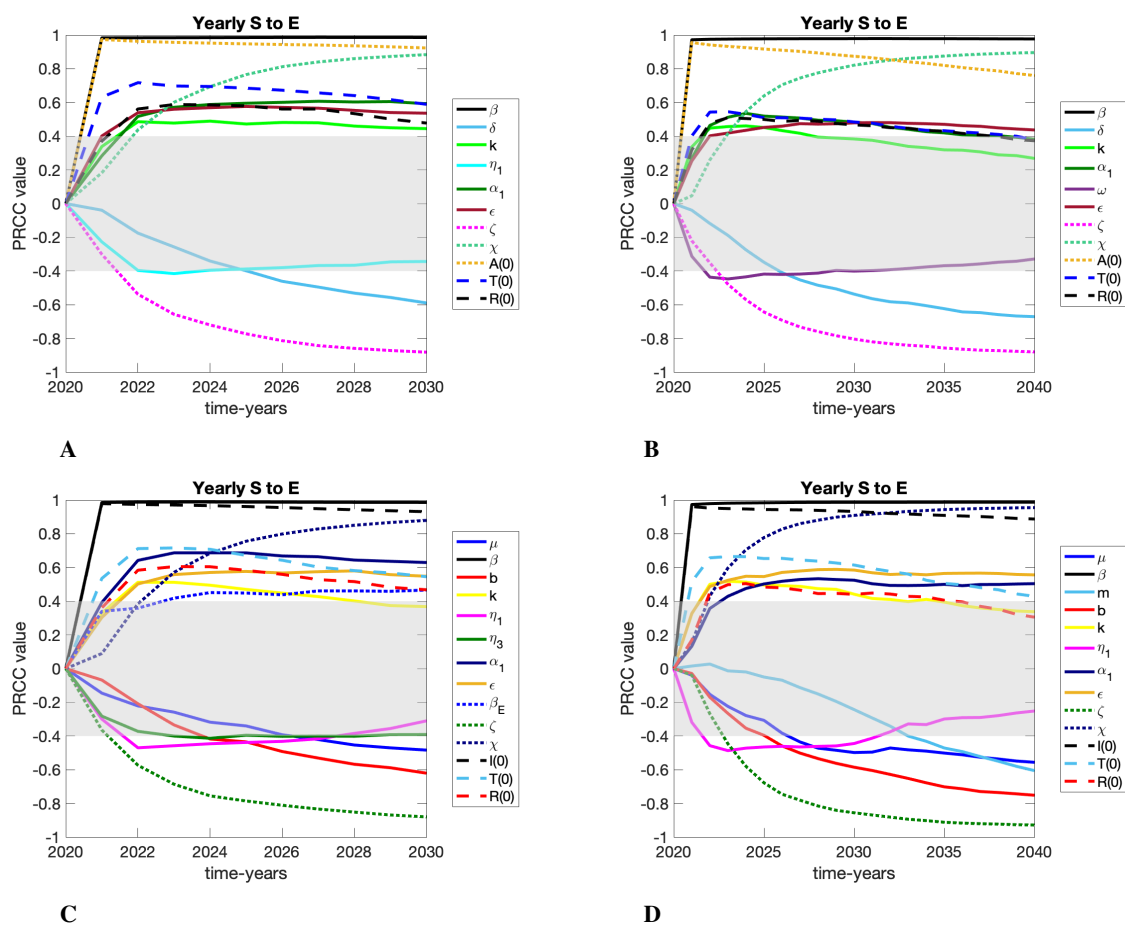 Yearly S to E
PRCC value
1
0.8
0.6
0.4
0.2
0
-0.2
-0.4
-0.6
-0.8
-1
2020
2022
2024
2026
2028
2030
time-years
β
δ
k
η1
α1
ϵ
ζ
χ
A(0)
T(0)
R(0)
A
Yearly S to E
PRCC value
1
0.8
0.6
0.4
0.2
0
-0.2
-0.4
-0.6
-0.8
-1
2020
2025
2030
2035
2040
time-years
β
δ
k
α1
ω
ϵ
ζ
χ
A(0)
T(0)
R(0)
B
Yearly S to E
PRCC value
1
0.8
0.6
0.4
0.2
0
-0.2
-0.4
-0.6
-0.8
-1
2020
2022
2024
2026
2028
2030
time-years
μ
β
b
k
η1
η3
α1
ϵ
βE
ζ
χ
I(0)
T(0)
R(0)
C
Yearly S to E
PRCC value
1
0.8
0.6
0.4
0.2
0
-0.2
-0.4
-0.6
-0.8
-1
2020
2025
2030
2035
2040
time-years
μ
β
m
b
k
η1
α1
ϵ
ζ
χ
I(0)
T(0)
R(0)
D